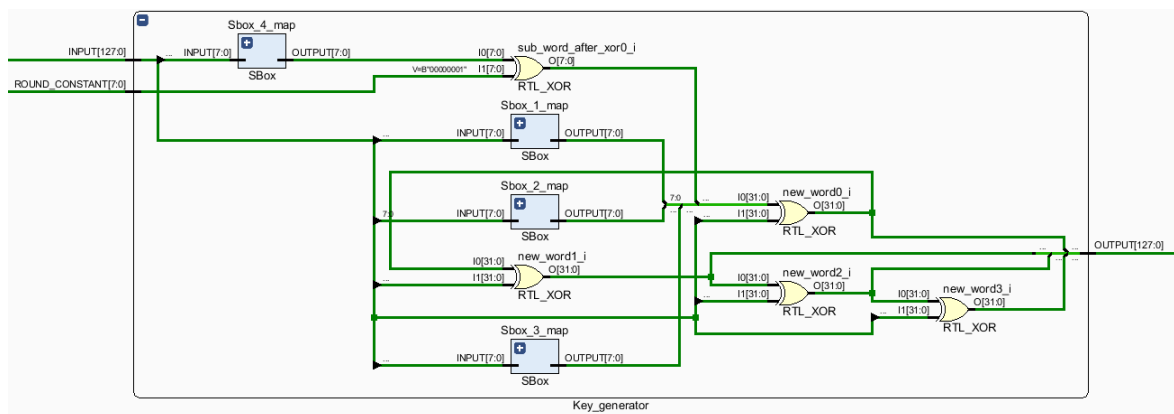 Sbox_4_map
INPUT[127:0]
...
INPUT[7:0]
OUTPUT[7:0]
SBox
I0[7:0]
sub_word_after_xor0_i
O[7:0]
V=B"00000001"
I1[7:0]
RTL_XOR
ROUND_CONSTANT[7:0]
Sbox_1_map
...
INPUT[7:0]
OUTPUT[7:0]
SBox
Sbox_2_map
7:0
INPUT[7:0]
OUTPUT[7:0]
SBox
7:0
...
...
...
I0[31:0]
new_word0_i
O[31:0]
...
I1[31:0]
RTL_XOR
I0[31:0]
new_word1_i
O[31:0]
...
I1[31:0]
RTL_XOR
I0[31:0]
new_word2_i
O[31:0]
...
I1[31:0]
RTL_XOR
...
...
...
...
OUTPUT[127:0]
I0[31:0]
new_word3_i
O[31:0]
...
I1[31:0]
RTL_XOR
Sbox_3_map
...
INPUT[7:0]
OUTPUT[7:0]
SBox
Key_generator